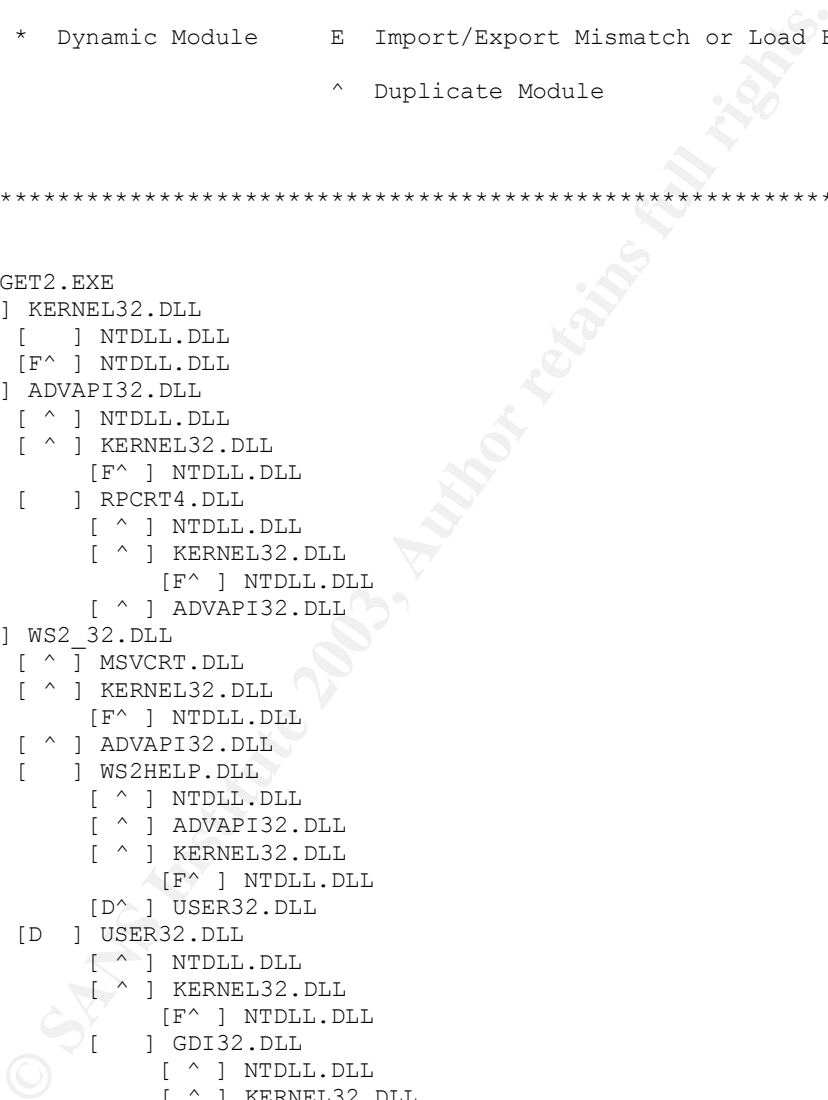 *  Dynamic Module     E  Import/Export Mismatch or Load
                      ^  Duplicate Module
**********************************************************
GET2.EXE
] KERNEL32.DLL
 [   ] NTDLL.DLL
 [F^ ] NTDLL.DLL
] ADVAPI32.DLL
 [ ^ ] NTDLL.DLL
 [ ^ ] KERNEL32.DLL
      [F^ ] NTDLL.DLL
 [   ] RPCRT4.DLL
      [ ^ ] NTDLL.DLL
      [ ^ ] KERNEL32.DLL
           [F^ ] NTDLL.DLL
      [ ^ ] ADVAPI32.DLL
] WS2_32.DLL
 [ ^ ] MSVCRT.DLL
 [ ^ ] KERNEL32.DLL
      [F^ ] NTDLL.DLL
 [ ^ ] ADVAPI32.DLL
 [   ] WS2HELP.DLL
      [ ^ ] NTDLL.DLL
      [ ^ ] ADVAPI32.DLL
      [ ^ ] KERNEL32.DLL
           [F^ ] NTDLL.DLL
      [D^ ] USER32.DLL
 [D  ] USER32.DLL
      [ ^ ] NTDLL.DLL
      [ ^ ] KERNEL32.DLL
           [F^ ] NTDLL.DLL
      [   ] GDI32.DLL
           [ ^ ] NTDLL.DLL
           [ ^ ] KERNEL32.DLL
© SANS Institute 2003, Author retains full rights.